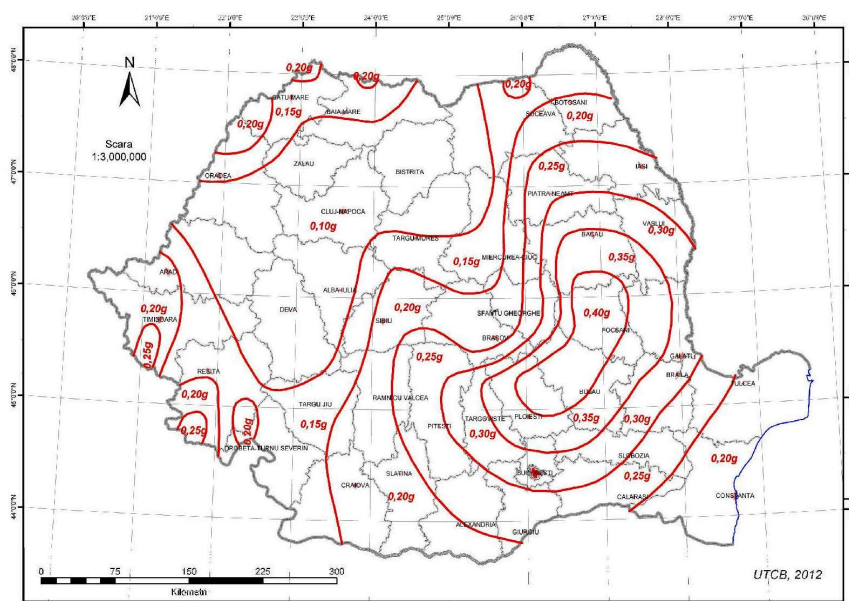 20°0'0"E 21°0'0"E 22°0'0"E 23°0'0"E 24°0'0"E 25°0'0"E 26°0'0"E 27°0'0"E 28°0'0"E 29°0'0"E 30°0'0"E
48°0'0"N
47°0'0"N
46°0'0"N
45°0'0"N
44°0'0"N
N
Scara
1:3,000,000
0,20g
0,20g
0,20g
SATU MARE
0,15g
BAIA MARE
0,20g
BOTOSANI
SUCEAVA
0,20g
ORADEA
ZALAU
BISTRITA
0,25g
IASI
PIATRA-NEAMT
CLUJ-NAPOCA
0,10g
TARGU MURES
VASLUI
0,30g
BACAU
0,35g
0,15g
MIERCUREA-CIUC
ARAD
ALBA-IULIA
DEVA
0,20g
TIMISOARA
0,20g
SIBIU
SFANTU GHEORGHE
0,40g
FOCSANI
BRASOV
0,25g
0,25g
GALATI
RESITA
BRAILA
TULCEA
0,20g
TARGU JIU
RAMNICU VALCEA
BUZAU
0,15g
PITESTI
TARGOVISTE
PLOIESTI
0,35g
0,30g
0,25g
0,20g
0,30g
DROBETA-TURNU SEVERIN
SLOBOZIA
0,20g
SLATINA
BUCURESTI
0,25g
CRAIOVA
0,20g
CALARASI
CONSTANTA
ALEXANDRIA
GIURGIU
0 75 150 225 300
Kilometri
UTCB, 2012